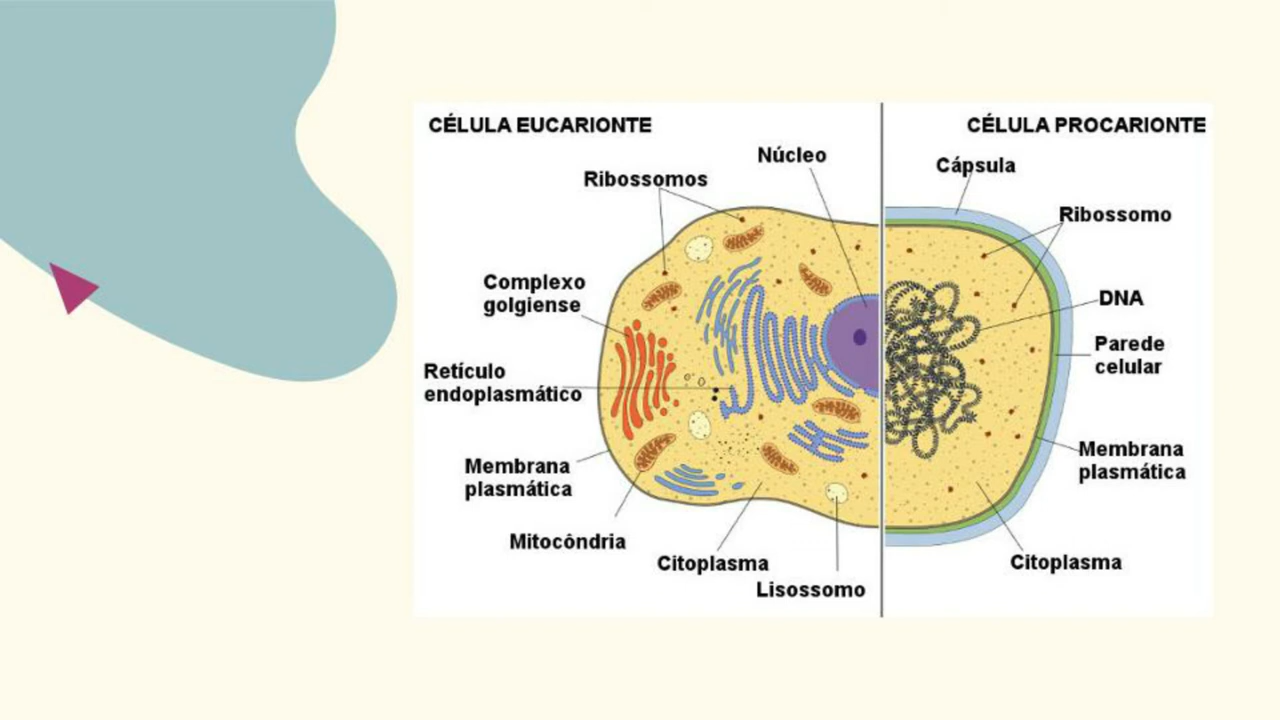 CÉLULA EUCARIONTE
Núcleo
Ribossomos
Complexo
golgiense
Retículo
endoplasmático
Membrana
plasmática
Mitocôndria
Citoplasma
Lisossomo
CÉLULA PROCARIONTE
Cápsula
Ribossomo
DNA
Parede
celular
Membrana
plasmática
Citoplasma